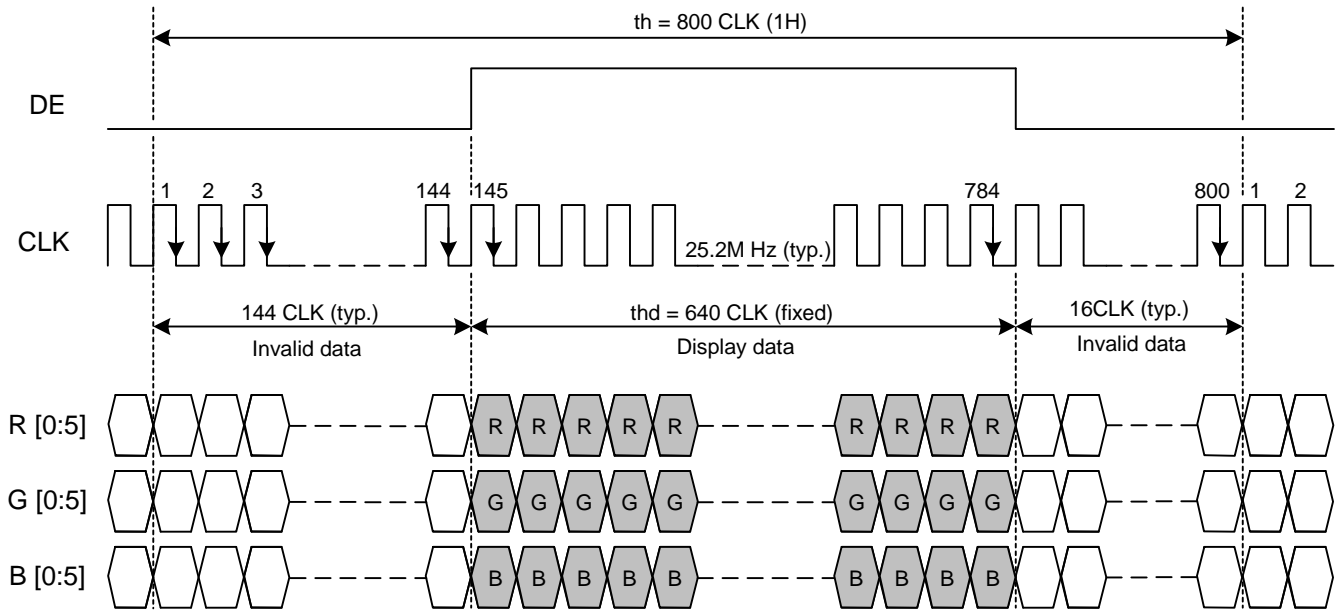 th = 800 CLK (1H)
DE
1 2 3 144 145 784 800 1 2
CLK
25.2M Hz (typ.)
144 CLK (typ.) thd = 640 CLK (fixed) 16CLK (typ.)
Invalid data Display data Invalid data
R [0:5] R R R R R R R R R
G [0:5] G G G G G G G G G
B [0:5] B B B B B B B B B